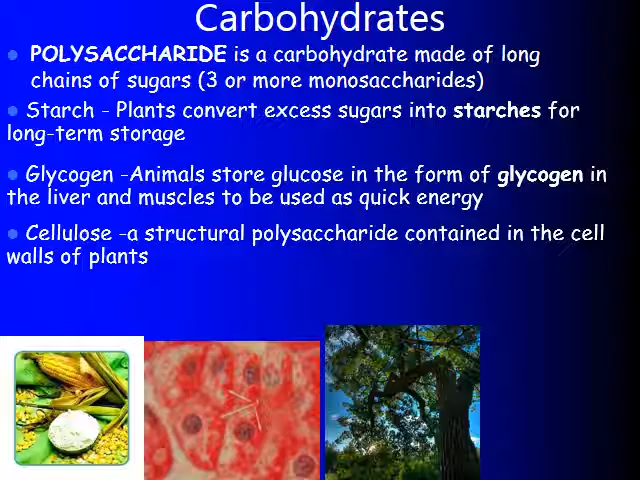 Carbohydrates
POLYSACCHARIDE is a carbohydrate made of long
chains of sugars (3 or more monosaccharides)
Starch - Plants convert excess sugars into starches for
long-term storage
Glycogen -Animals store glucose in the form of glycogen in
the liver and muscles to be used as quick energy
Cellulose -a structural polysaccharide contained in the cell
walls of plants